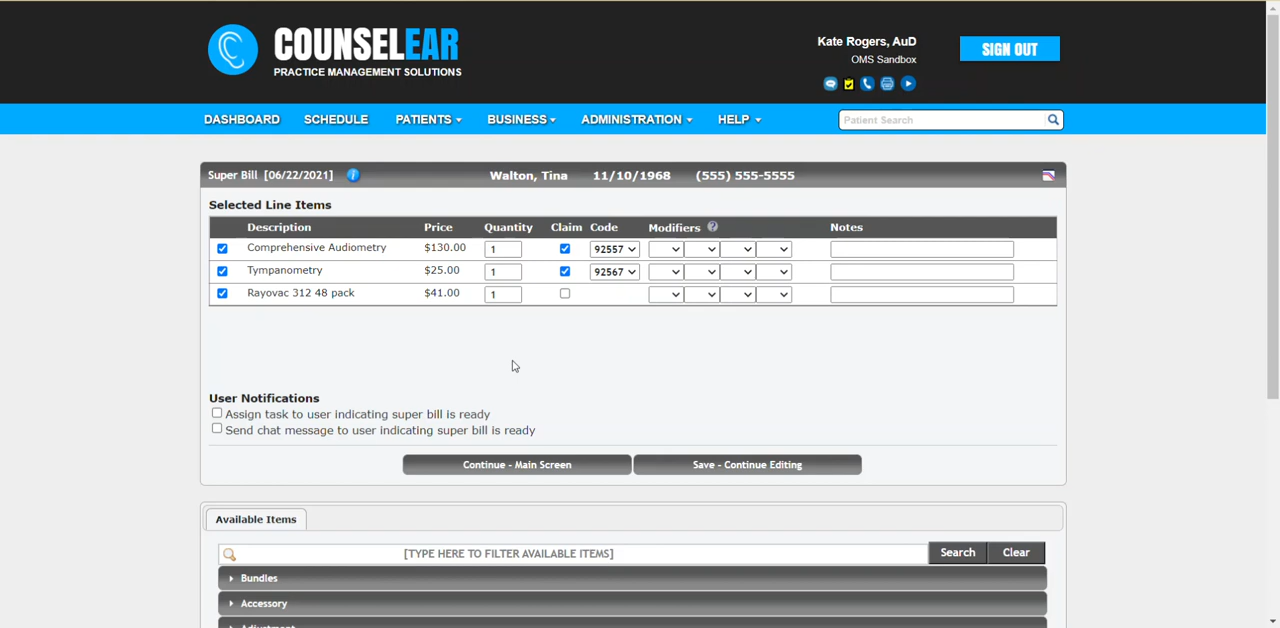 COUNSELEAR
PRACTICE MANAGEMENT SOLUTIONS
Kate Rogers, AuD
OMS Sandbox
SIGN OUT
DASHBOARD SCHEDULE PATIENTS BUSINESS ADMINISTRATION HELP Patient Search
Super Bill [06/22/2021] Walton, Tina 11/10/1968 (555) 555-5555
Selected Line Items
Description Price Quantity Claim Code Modifiers Notes
Comprehensive Audiometry $130.00 1 92557
Tympanometry $25.00 1 92567
Rayovac 312 48 pack $41.00 1
User Notifications
Assign task to user indicating super bill is ready
Send chat message to user indicating super bill is ready
Continue - Main Screen Save - Continue Editing
Available Items
[TYPE HERE TO FILTER AVAILABLE ITEMS] Search Clear
Bundles
Accessory
Adjustment